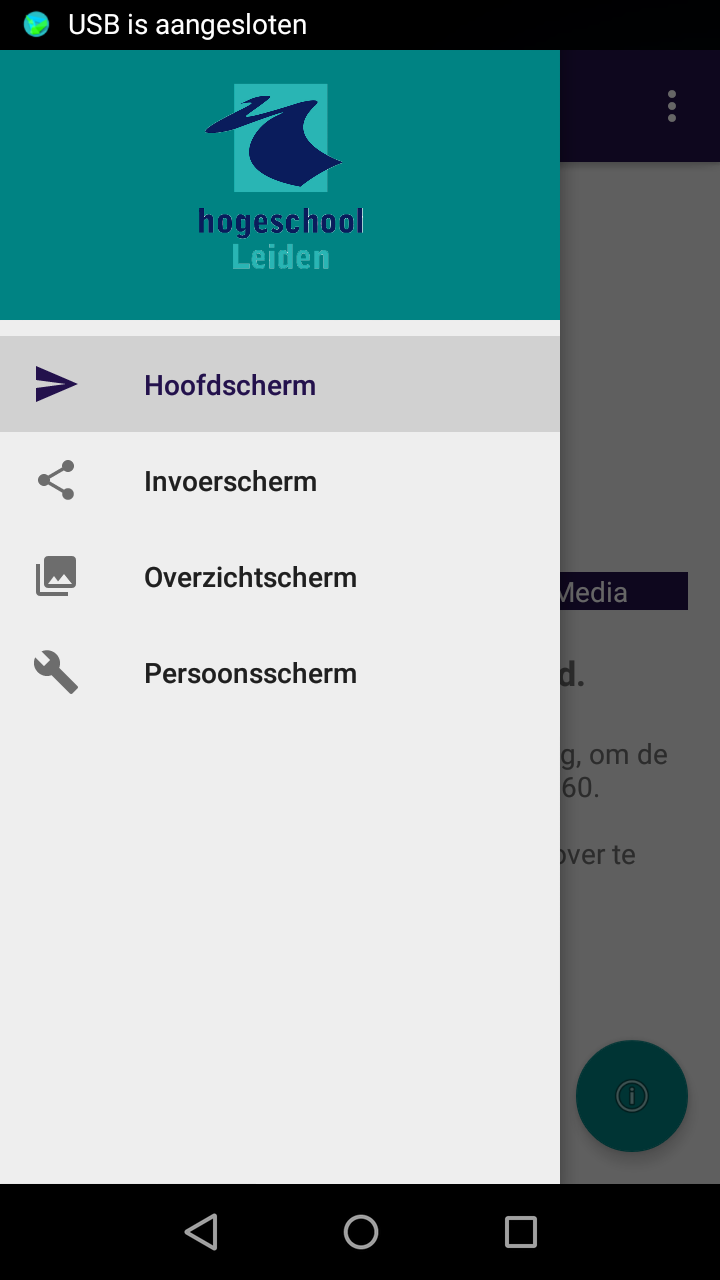 USB is aangesloten
hogeschool
Leiden
Hoofdscherm
Invoerscherm
Overzichtscherm
Media
Persoonsscherm
d.
g, om de
60.
over te